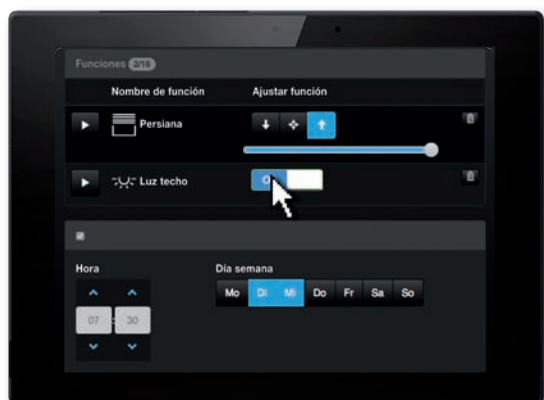 Funciones 2/16
Nombre de función Ajustar función
Persiana
Luz techo
Hora Día semana
Mo Di Mi Do Fr Sa So
07 : 30